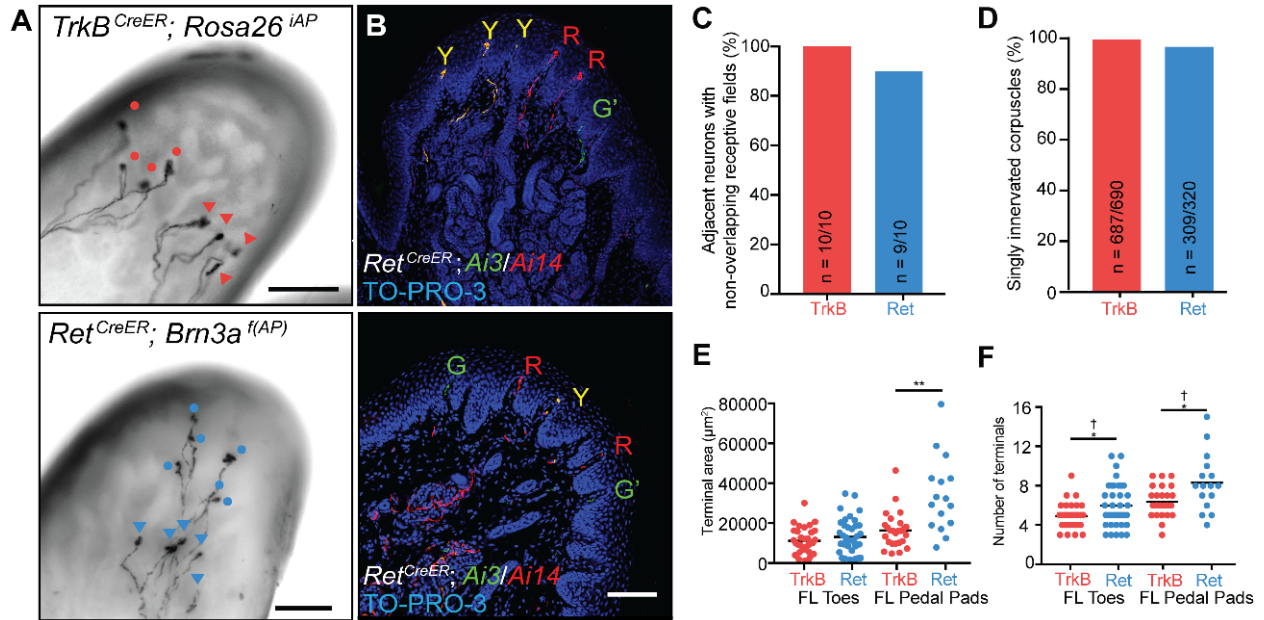 A
TrkB CreER; Rosa26 iAP
Ret CreER; Brn3a f(AP)
B
Y
Y
Y
R
R
G'
Ret CreER; Ai3/Ai14
TO-PRO-3
G
R
Y
R
G'
Ret CreER; Ai3/Ai14
TO-PRO-3
C
Adjacent neurons with
non-overlapping receptive fields (%)
100
80
60
40
20
0
n = 10/10
n = 9/10
TrkB
Ret
D
Singly innervated corpuscles (%)
100
80
60
40
20
0
n = 687/690
n = 309/320
TrkB
Ret
E
Terminal area (μm²)
80000
60000
40000
20000
0
**
TrkB
Ret
TrkB
Ret
FL Toes
FL Pedal Pads
F
Number of terminals
16
12
8
4
0
†
*
†
*
TrkB
Ret
TrkB
Ret
FL Toes
FL Pedal Pads